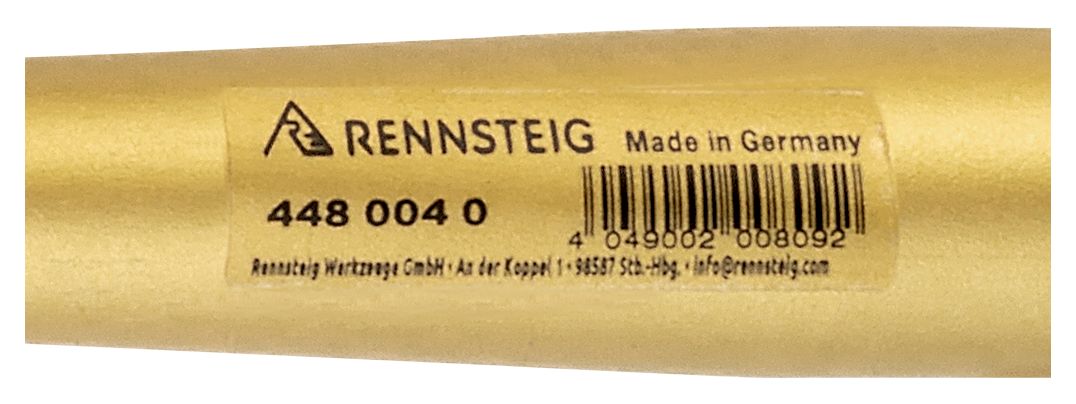 RENNSTEIG Made in Germany
448 004 0
4 049002 008092
Rennsteig Werkzeuge GmbH · An der Koppel 1 · 98587 Stb.-Hbg. · info@rennsteig.com